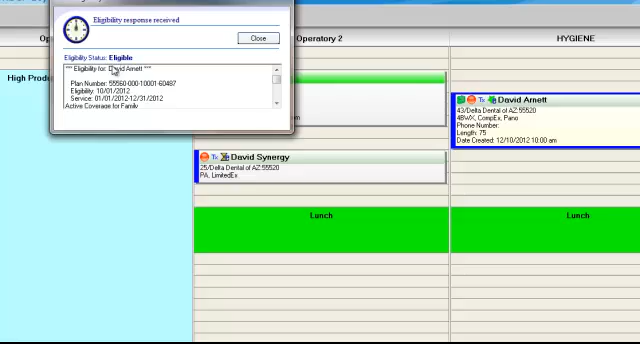 Eligibility response received
Close
Eligibility Status: Eligible
*** Eligibility for: David Arnett ***
Plan Number: 55560-000-10001-60487
Eligibility: 10/01/2012
Service: 01/01/2012-12/31/2012
Active Coverage for Family
Operatory 2
HYGIENE
High Produ
Tx David Arnett
43/Delta Dental of AZ:55520
4BWX, CompEx, Pano
Phone Number:
Length: 75
Date Created: 12/10/2012 10:00 am
Tx David Synergy
25/Delta Dental of AZ:55520
PA, LimitedEx
Lunch
Lunch